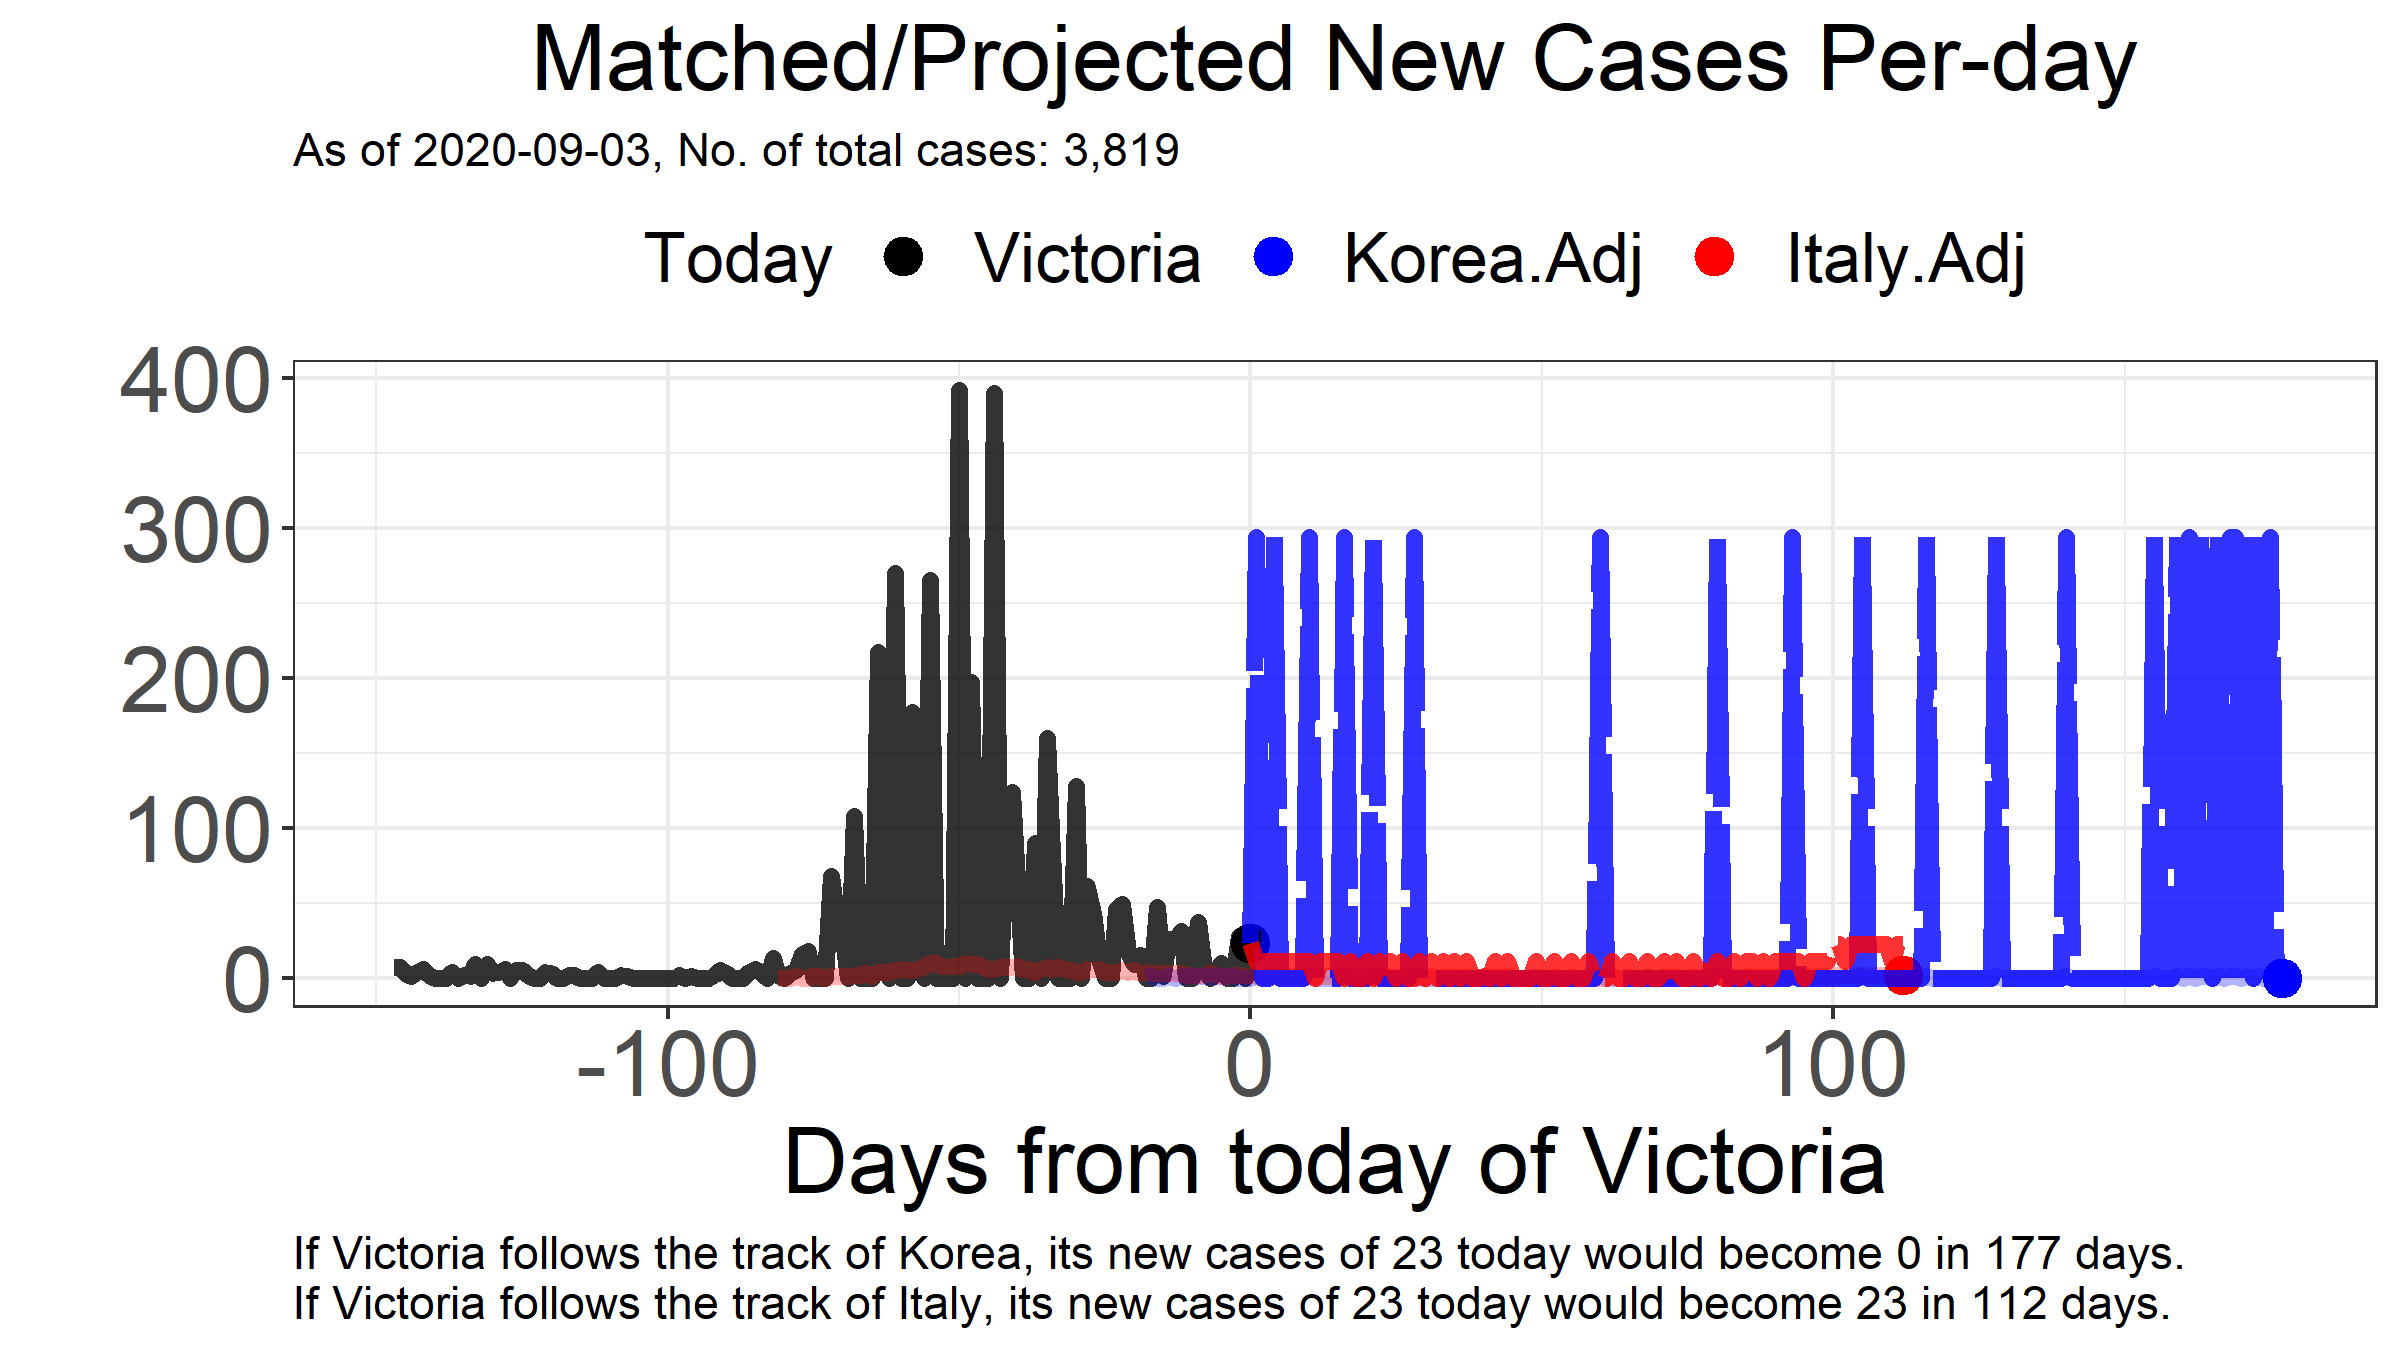 Matched/Projected New Cases Per-day
As of 2020-09-03, No. of total cases: 3,819
Today Victoria Korea.Adj Italy.Adj
400
300
200
100
0
-100 0 100
Days from today of Victoria
If Victoria follows the track of Korea, its new cases of 23 today would become 0 in 177 days.
If Victoria follows the track of Italy, its new cases of 23 today would become 23 in 112 days.